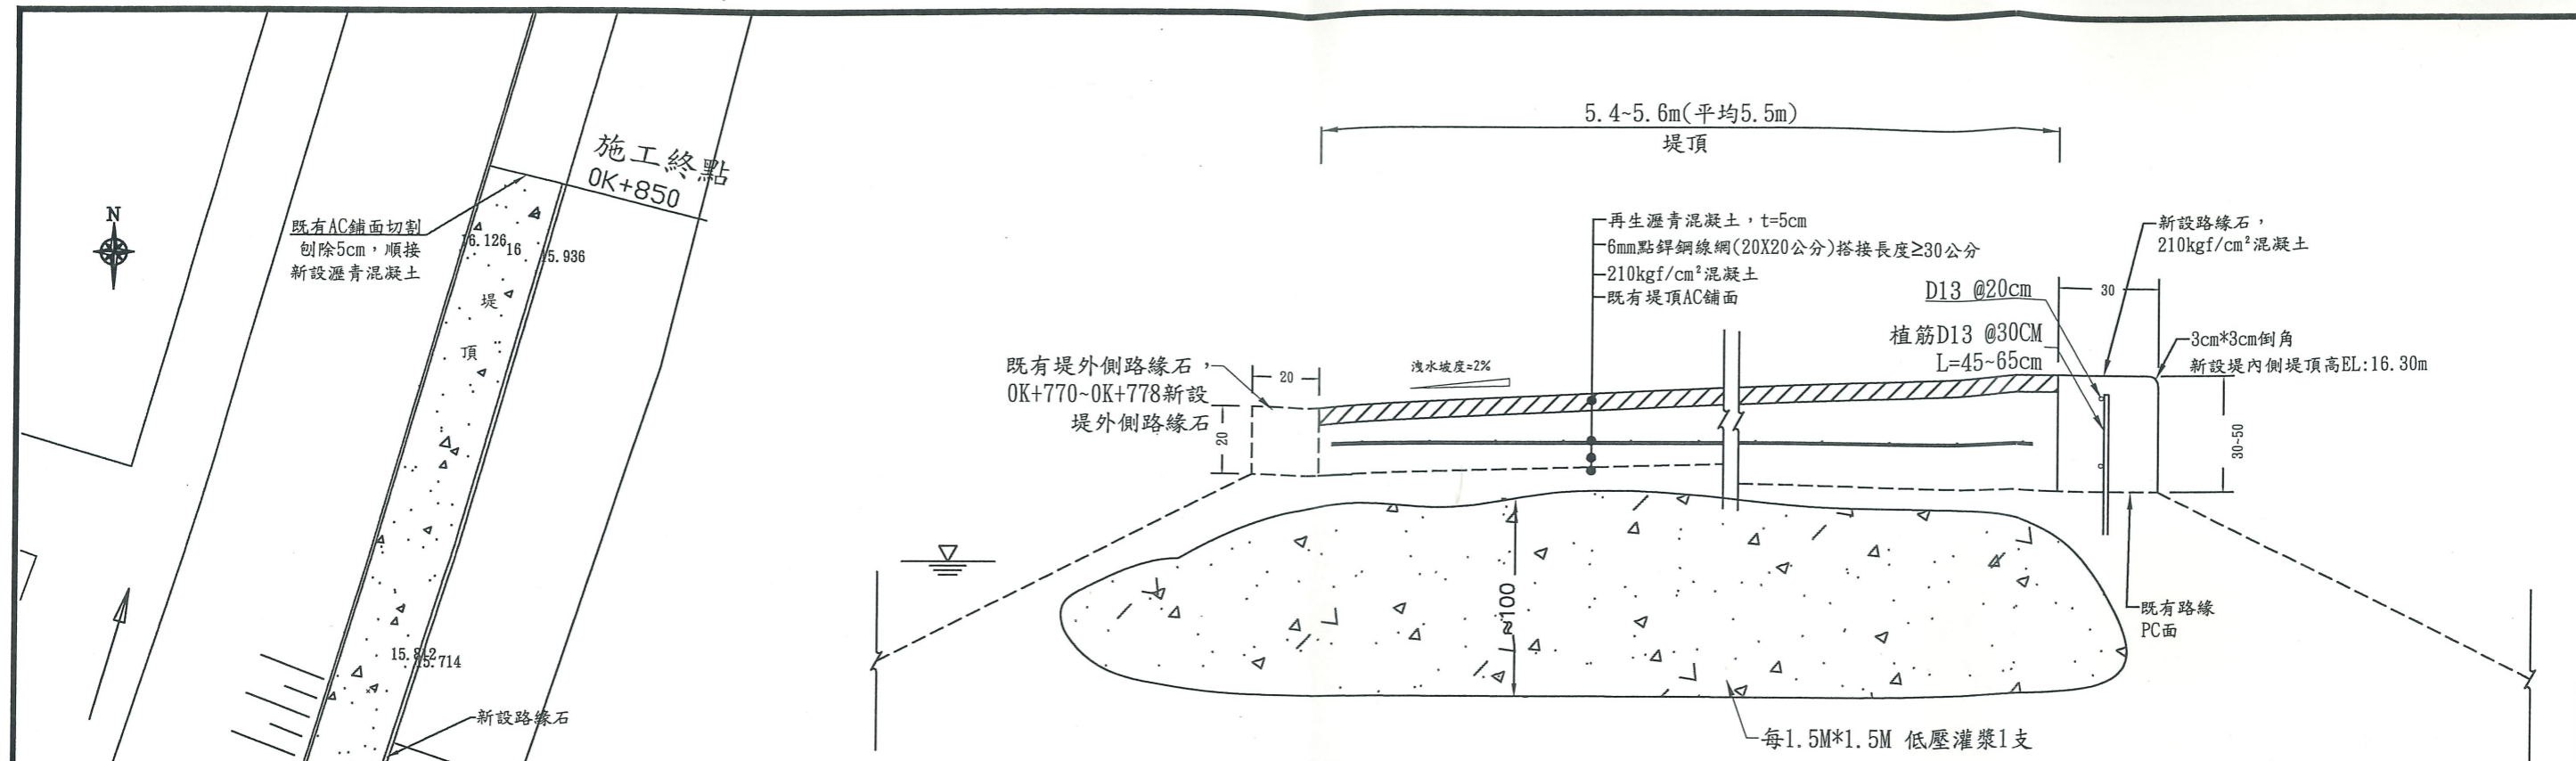 N
施工終點
0K+850
既有AC鋪面切割
刨除5cm，順接
新設瀝青混凝土
16
15.936
堤
頂
15.714
新設路緣石
5.4~5.6m(平均5.5m)
堤頂
再生瀝青混凝土，t=5cm
6mm點銲鋼線網(20X20公分)搭接長度≥30公分
210kgf/cm²混凝土
既有堤頂AC鋪面
新設路緣石，
210kgf/cm²混凝土
D13 @20cm
30
植筋D13 @30CM
L=45~65cm
3cm*3cm倒角
新設堤內側堤頂高EL:16.30m
既有堤外側路緣石，
0K+770~0K+778新設
堤外側路緣石
20
洩水坡度=2%
20
30~50
≈100
既有路緣
PC面
每1.5M*1.5M 低壓灌漿1支